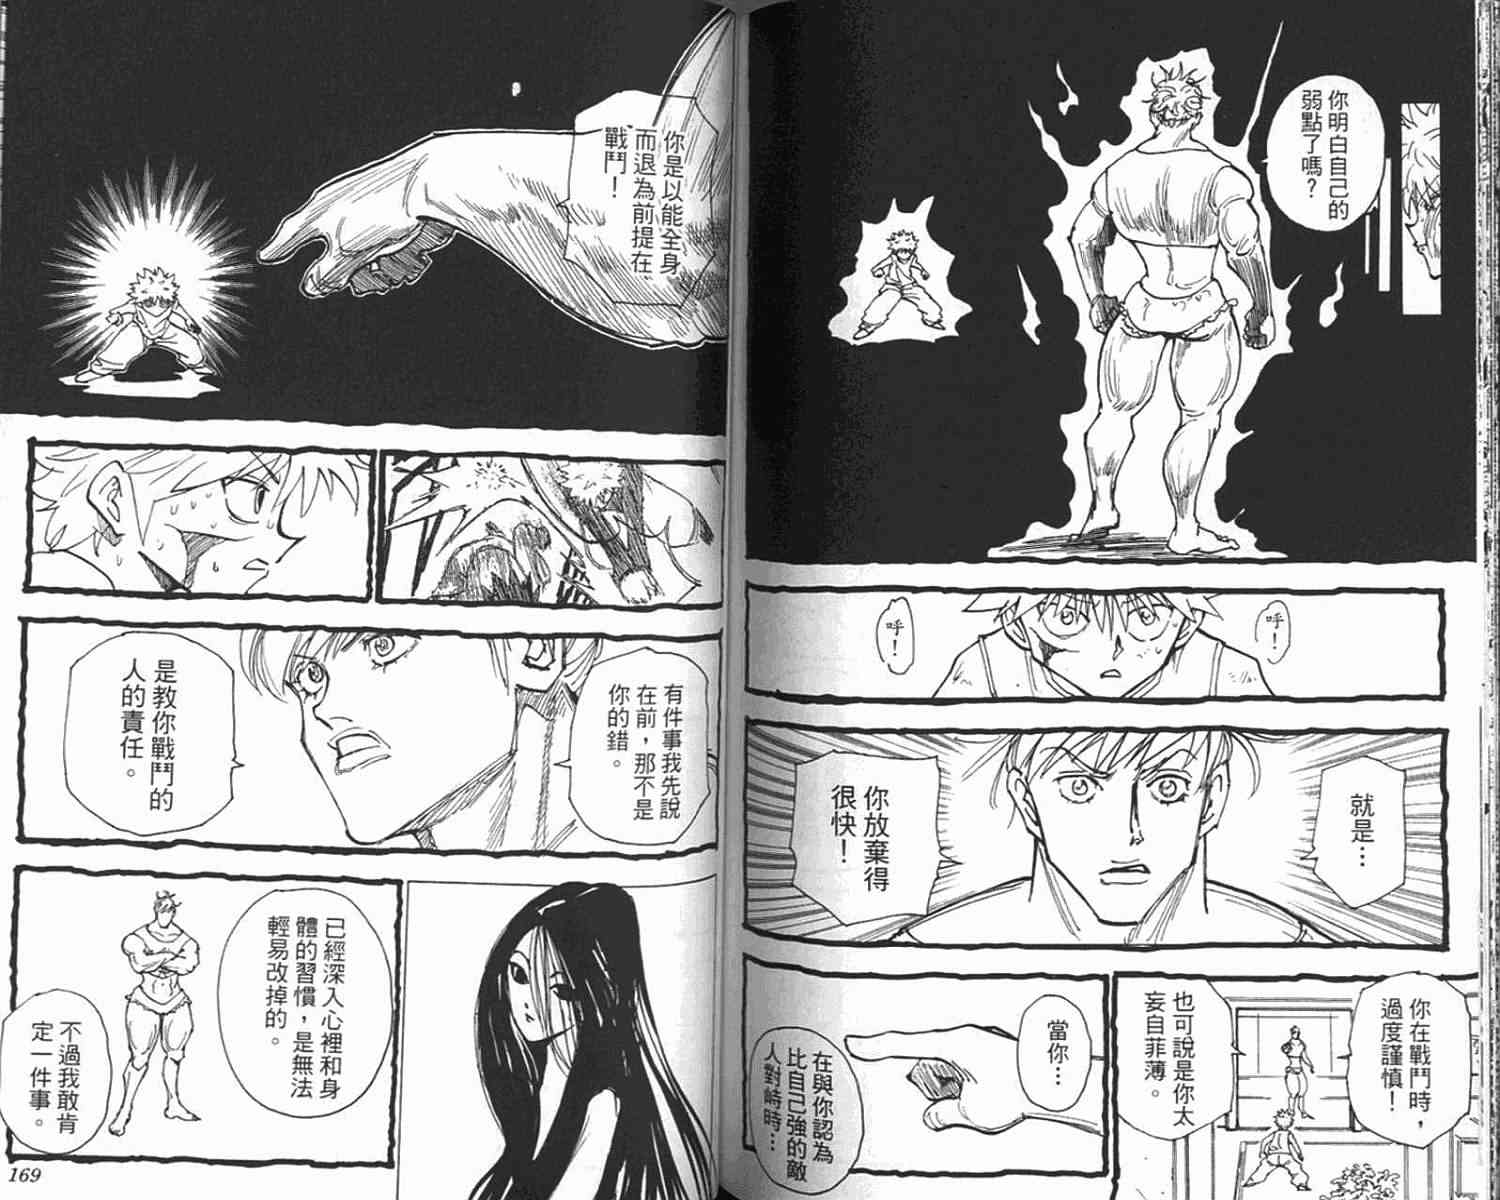 你明白自己的
弱點了嗎？
呼！
呼！
就是…
你放棄得
很快！
你在戰鬥時，
過度謹慎！
也可說是你太
妄自菲薄。
當你…
在與你認為
比自己強的敵
人對峙時…
你是以能全身
而退為前提在
戰鬥！
有件事我先說
在前，那不是
你的錯。
是教你戰鬥的
人的責任。
已經深入心裡和身
體的習慣，是無法
輕易改掉的。
不過我敢肯
定一件事。
169